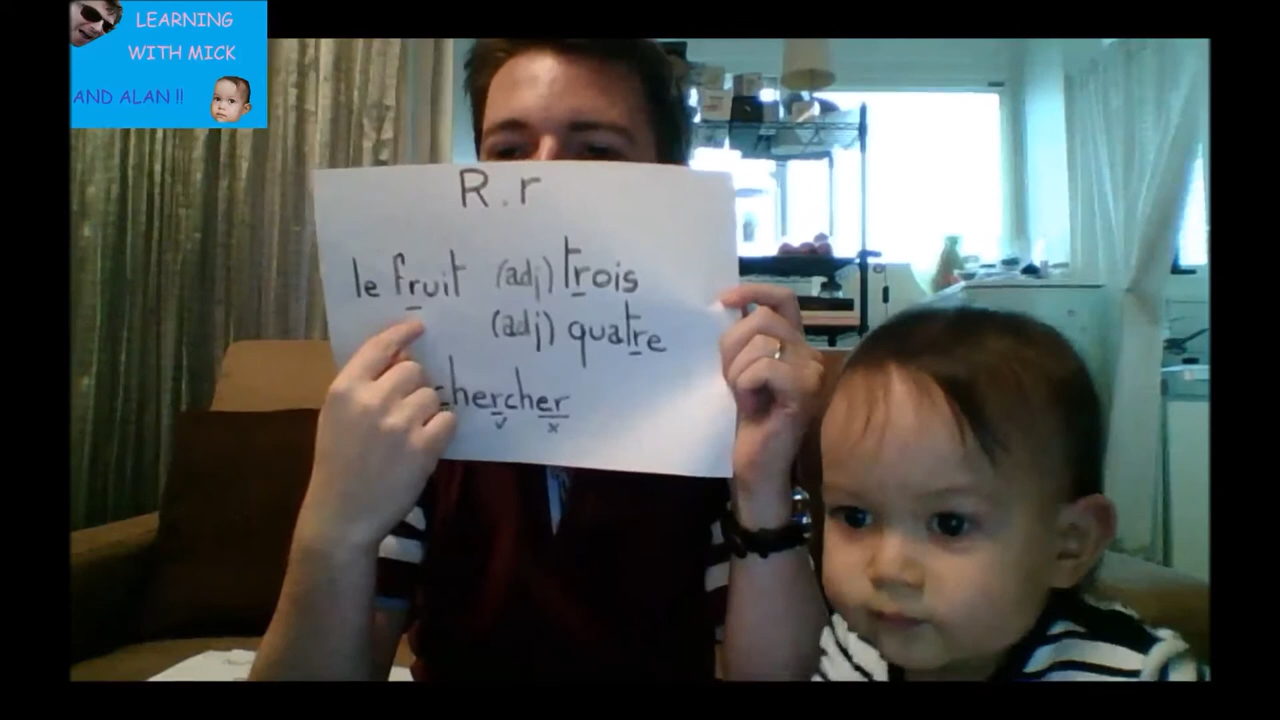 LEARNING
WITH MICK
AND ALAN !!
R.r
le fruit (adj) trois
(adj) quatre
chercher